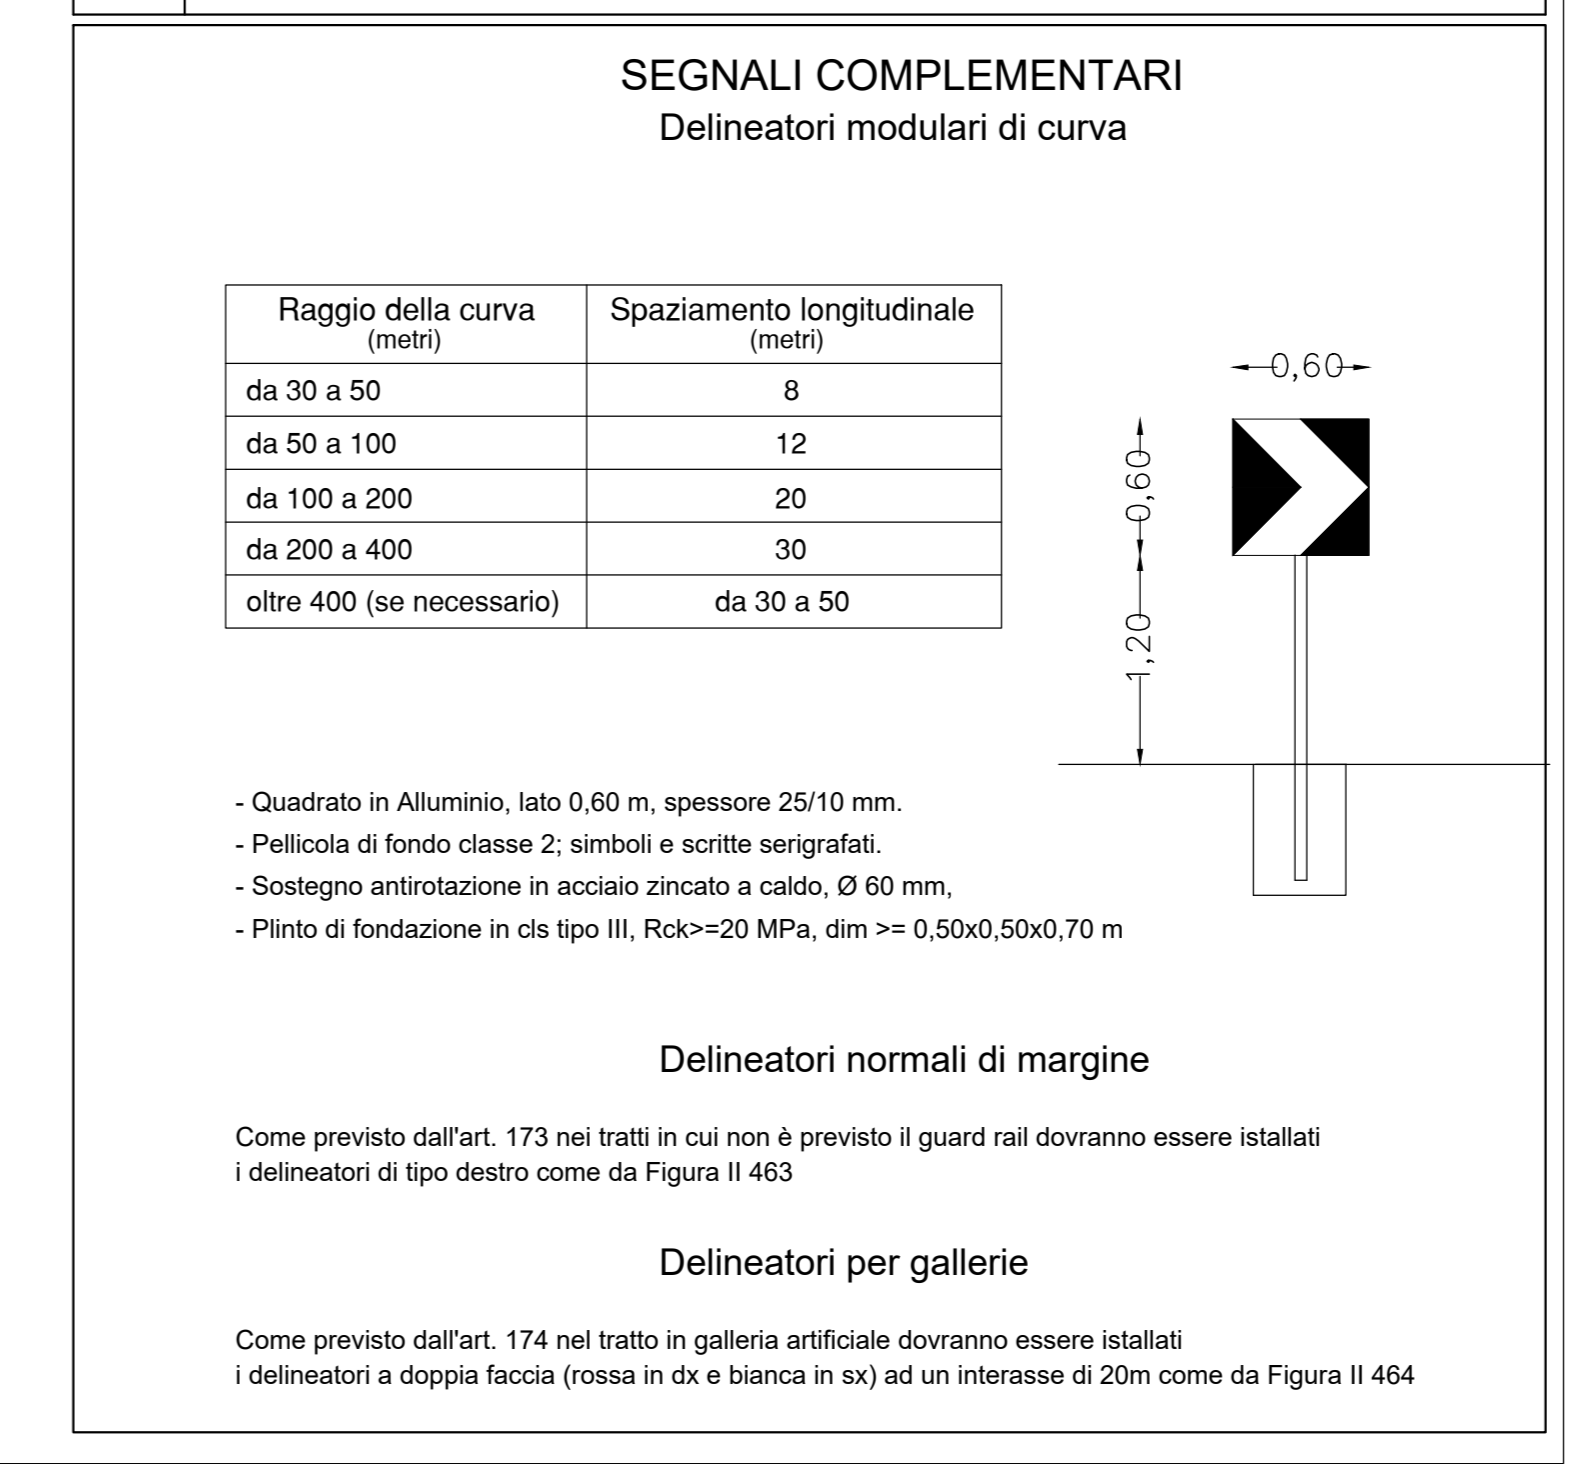 SEGNALI COMPLEMENTARI
Delineatori modulari di curva
Raggio della curva Spaziamento longitudinale
(metri) (metri)
da 30 a 50 8
da 50 a 100 12
da 100 a 200 20
da 200 a 400 30
oltre 400 (se necessario) da 30 a 50
0,60
0,60
1,20
- Quadrato in Alluminio, lato 0,60 m, spessore 25/10 mm.
- Pellicola di fondo classe 2; simboli e scritte serigrafati.
- Sostegno antirotazione in acciaio zincato a caldo, Ø 60 mm,
- Plinto di fondazione in cls tipo III, Rck>=20 MPa, dim >= 0,50x0,50x0,70 m
Delineatori normali di margine
Come previsto dall'art. 173 nei tratti in cui non è previsto il guard rail dovranno essere istallati
i delineatori di tipo destro come da Figura II 463
Delineatori per gallerie
Come previsto dall'art. 174 nel tratto in galleria artificiale dovranno essere istallati
i delineatori a doppia faccia (rossa in dx e bianca in sx) ad un interasse di 20m come da Figura II 464